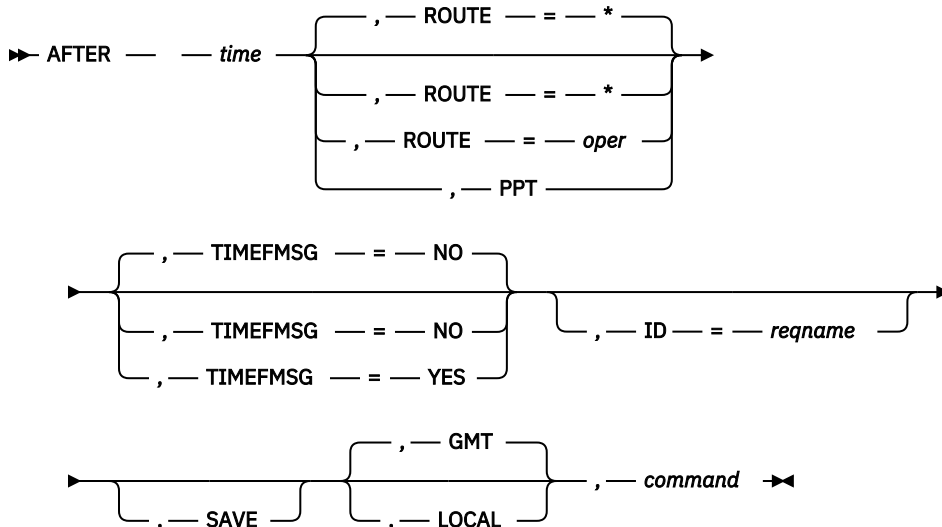 , ROUTE = *
AFTER time
, ROUTE = *
, ROUTE = oper
, PPT
, TIMEFMSG = NO
, TIMEFMSG = NO
, ID = reqname
, TIMEFMSG = YES
, GMT
, command
, SAVE , LOCAL